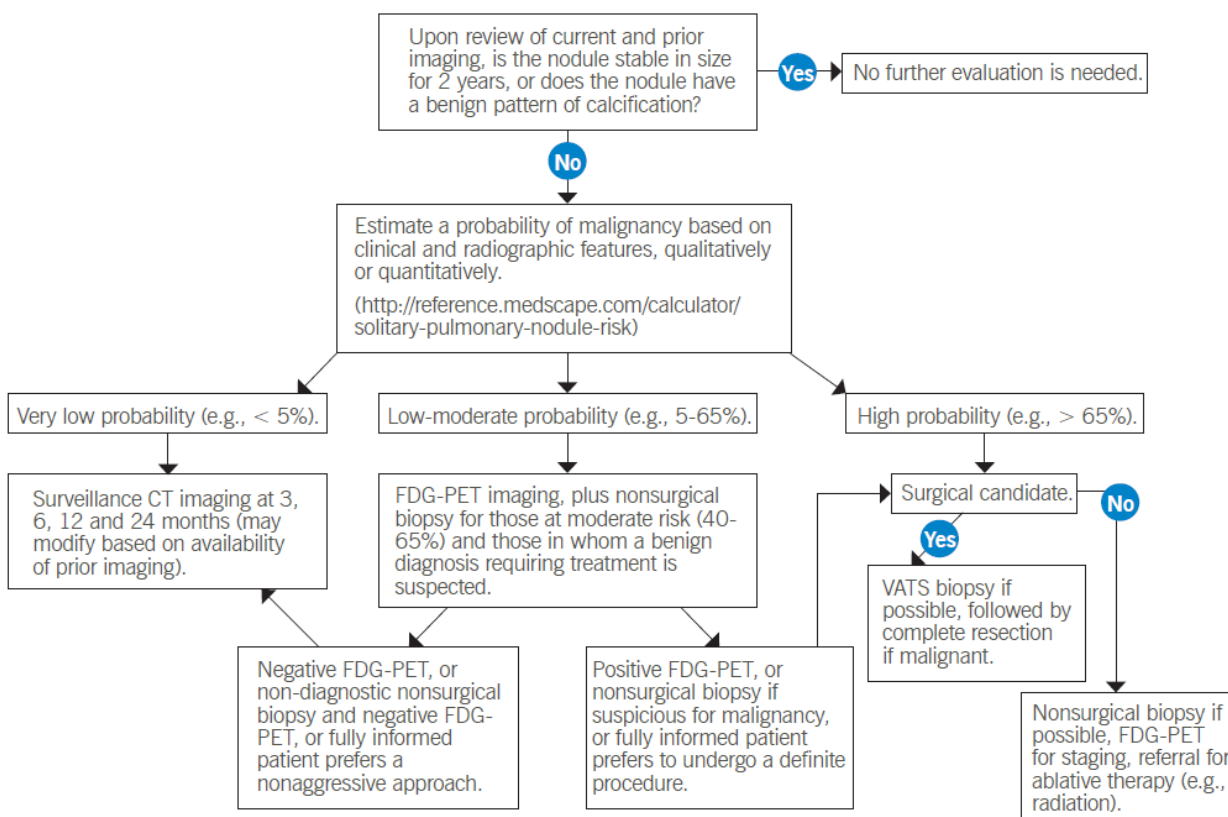 Upon review of current and prior
imaging, is the nodule stable in size
for 2 years, or does the nodule have
a benign pattern of calcification?
Yes
No further evaluation is needed.
No
Estimate a probability of malignancy based on
clinical and radiographic features, qualitatively
or quantitatively.
(http://reference.medscape.com/calculator/
solitary-pulmonary-nodule-risk)
Very low probability (e.g., < 5%).
Low-moderate probability (e.g., 5-65%).
High probability (e.g., > 65%).
Surveillance CT imaging at 3,
6, 12 and 24 months (may
modify based on availability
of prior imaging).
FDG-PET imaging, plus nonsurgical
biopsy for those at moderate risk (40-
65%) and those in whom a benign
diagnosis requiring treatment is
suspected.
Surgical candidate.
No
Yes
VATS biopsy if
possible, followed by
complete resection
if malignant.
Negative FDG-PET, or
non-diagnostic nonsurgical
biopsy and negative FDG-
PET, or fully informed
patient prefers a
nonaggressive approach.
Positive FDG-PET, or
nonsurgical biopsy if
suspicious for malignancy,
or fully informed patient
prefers to undergo a definite
procedure.
Nonsurgical biopsy if
possible, FDG-PET
for staging, referral for
ablative therapy (e.g.,
radiation).